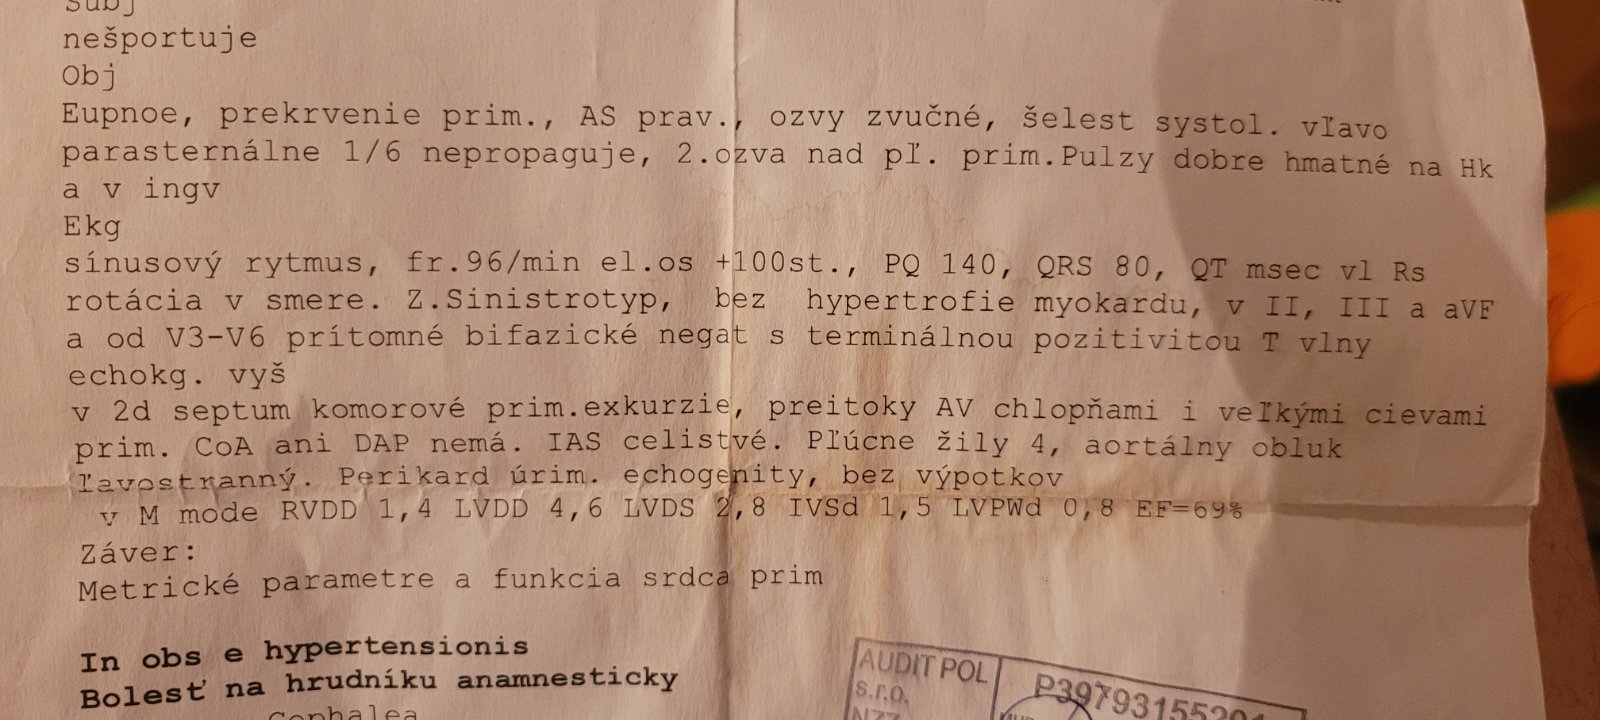 Subj
nešportuje
Obj
Eupnoe, prekrvenie prim., AS prav., ozvy zvučné, šelest systol. vľavo
parasternálne 1/6 nepropaguje, 2.ozva nad pľ. prim.Pulzy dobre hmatné na Hk
a v ingv
Ekg
sínusový rytmus, fr.96/min el.os +100st., PQ 140, QRS 80, QT msec vl Rs
rotácia v smere. Z.Sinistrotyp, bez hypertrofie myokardu, v II, III a aVF
a od V3-V6 prítomné bifazické negat s terminálnou pozitivitou T vlny
echokg. vyš
v 2d septum komorové prim.exkurzie, preitoky AV chlopňami i veľkými cievami
prim. CoA ani DAP nemá. IAS celistvé. Pľúcne žily 4, aortálny obluk
ľavostranný. Perikard úrim. echogenity, bez výpotkov
v M mode RVDD 1,4 LVDD 4,6 LVDS 2,8 IVSd 1,5 LVPWd 0,8 EF=69%
Záver:
Metrické parametre a funkcia srdca prim
In obs e hypertensionis
Bolesť na hrudníku anamnesticky
Cephalea
AUDIT POL
s.r.o.
NZZ